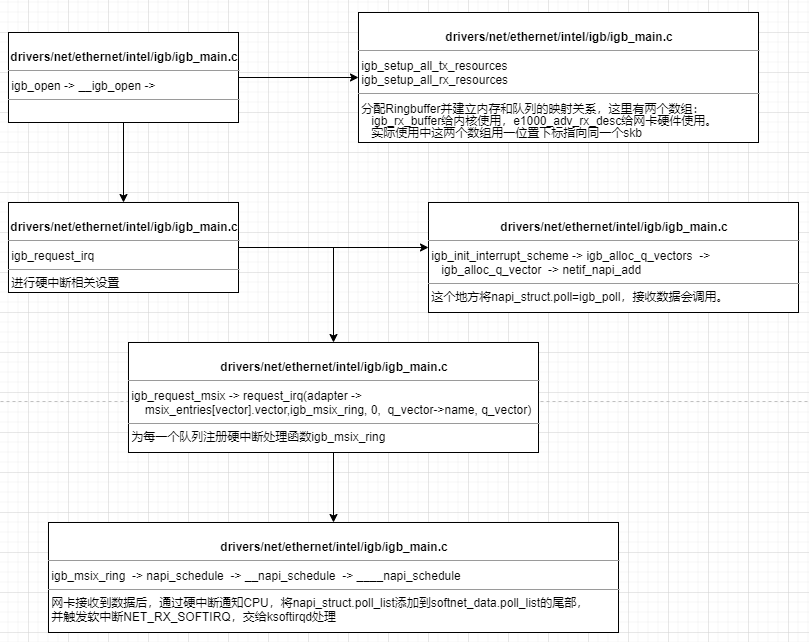 drivers/net/ethernet/intel/igb/igb_main.c
igb_open -> __igb_open ->
drivers/net/ethernet/intel/igb/igb_main.c
igb_setup_all_tx_resources
igb_setup_all_rx_resources
分配Ringbuffer并建立内存和队列的映射关系，这里有两个数组：
igb_rx_buffer给内核使用，e1000_adv_rx_desc给网卡硬件使用。
实际使用中这两个数组用一位置下标指向同一个skb
drivers/net/ethernet/intel/igb/igb_main.c
igb_request_irq
进行硬中断相关设置
drivers/net/ethernet/intel/igb/igb_main.c
igb_init_interrupt_scheme -> igb_alloc_q_vectors ->
igb_alloc_q_vector -> netif_napi_add
这个地方将napi_struct.poll=igb_poll，接收数据会调用。
drivers/net/ethernet/intel/igb/igb_main.c
igb_request_msix -> request_irq(adapter ->
msix_entries[vector].vector,igb_msix_ring, 0, q_vector->name, q_vector)
为每一个队列注册硬中断处理函数igb_msix_ring
drivers/net/ethernet/intel/igb/igb_main.c
igb_msix_ring -> napi_schedule -> __napi_schedule -> ____napi_schedule
网卡接收到数据后，通过硬中断通知CPU，将napi_struct.poll_list添加到softnet_data.poll_list的尾部，
并触发软中断NET_RX_SOFTIRQ，交给ksoftirqd处理